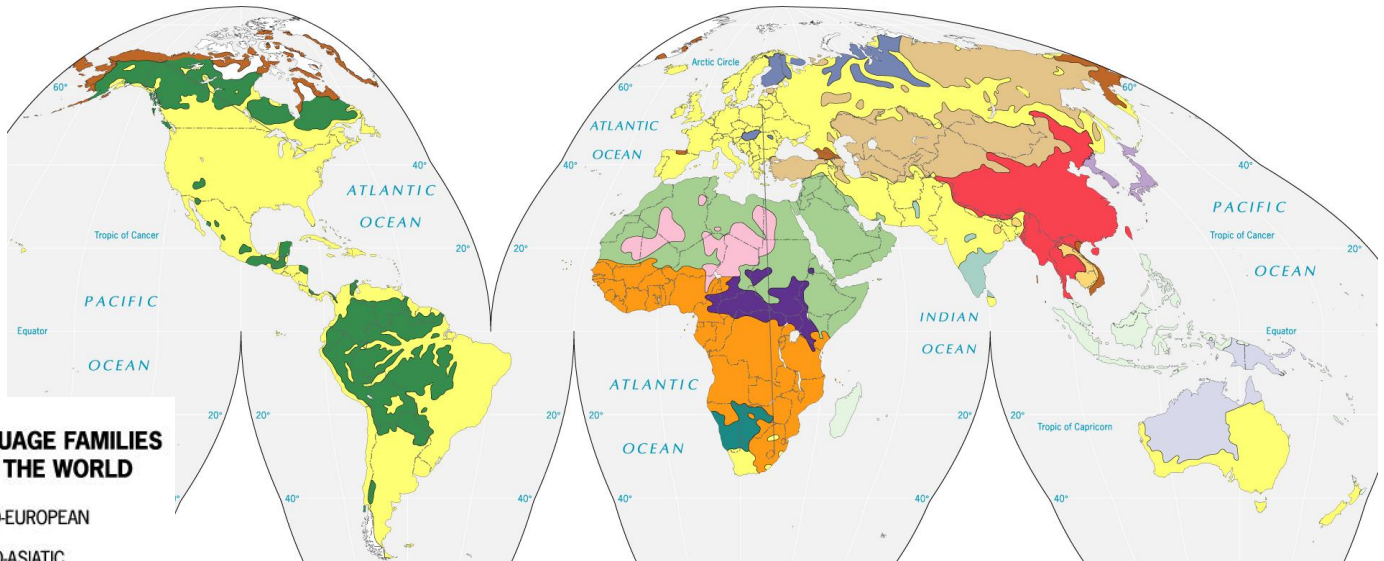 Arctic Circle
60°
60°
60°
ATLANTIC
OCEAN
40°
40°
40°
ATLANTIC
OCEAN
PACIFIC
OCEAN
Tropic of Cancer
20°
20°
Tropic of Cancer
20°
PACIFIC
OCEAN
Equator
INDIAN
OCEAN
Equator
ATLANTIC
OCEAN
20°
20°
20°
20°
20°
Tropic of Capricorn
UAGE FAMILIES
THE WORLD
40°
40°
40°
40°
-EUROPEAN
-ASIATIC